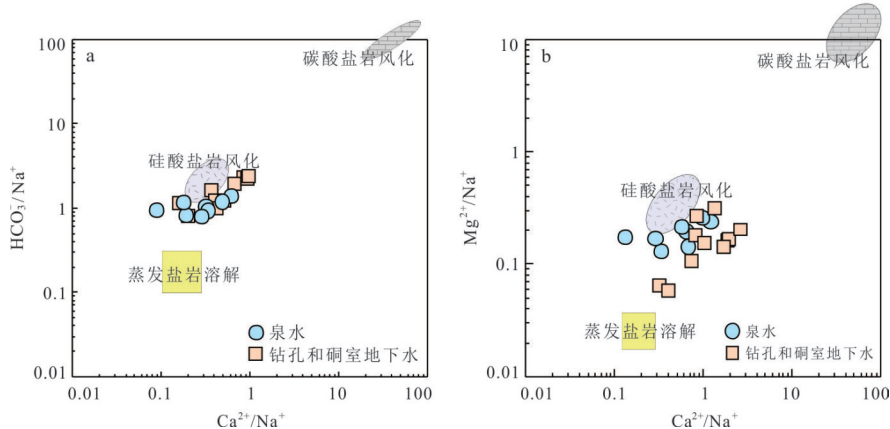 a
碳酸盐岩风化
硅酸盐岩风化
蒸发盐岩溶解
泉水
钻孔和硐室地下水
HCO₃⁻/Na⁺
100
10
1
0.1
0.01
0.01
0.1
1
10
100
Ca²⁺/Na⁺
b
碳酸盐岩风化
硅酸盐岩风化
蒸发盐岩溶解
泉水
钻孔和硐室地下水
Mg²⁺/Na⁺
10
1
0.1
0.01
0.01
0.1
1
10
100
Ca²⁺/Na⁺